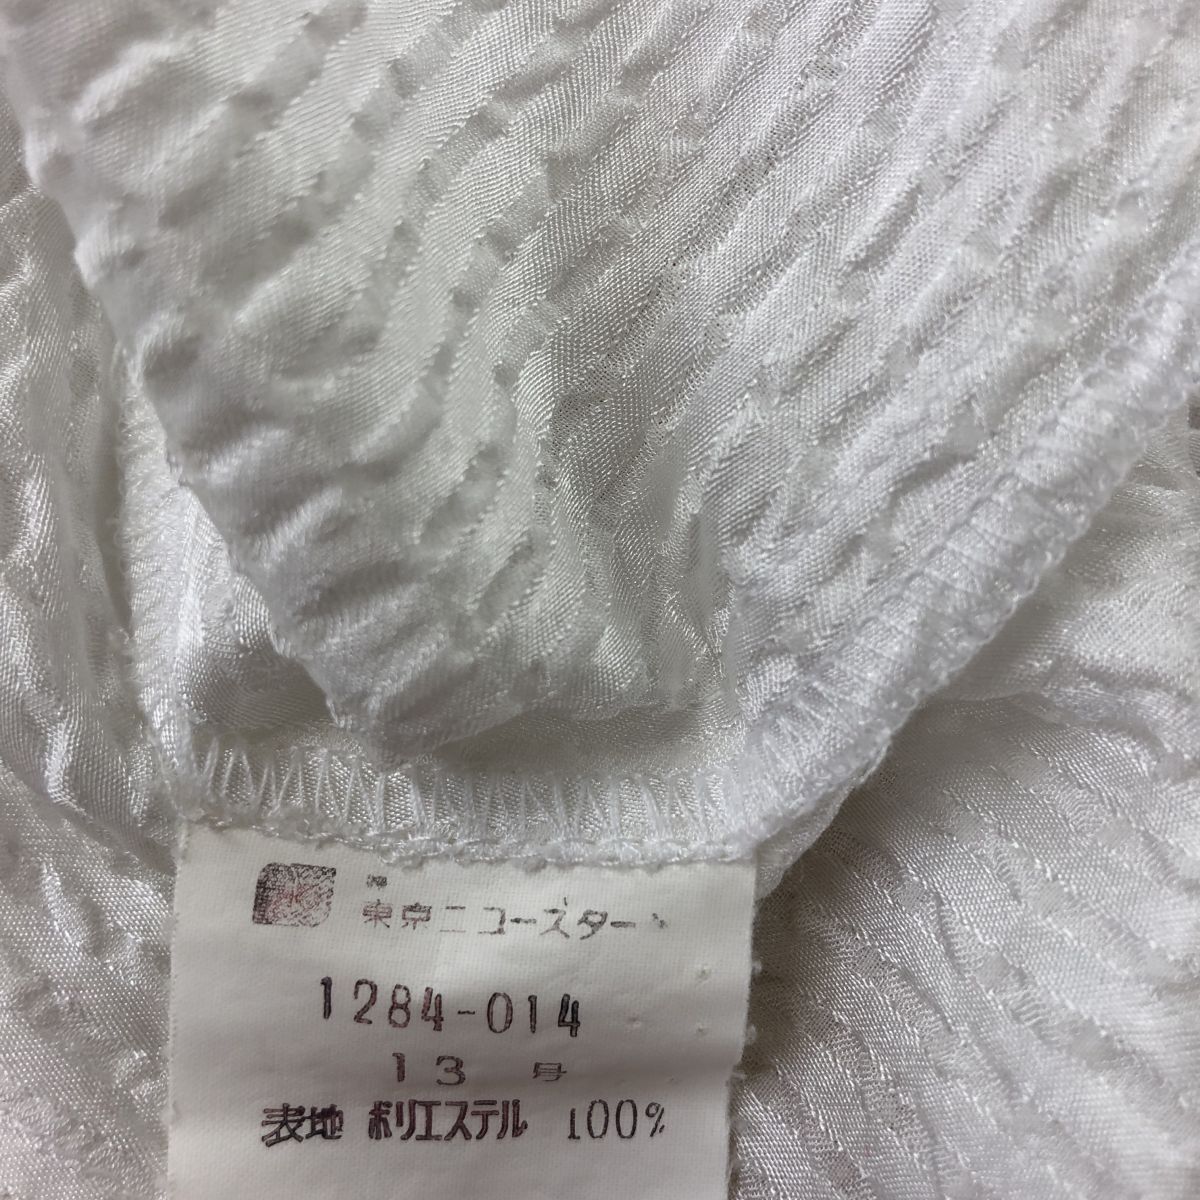 東京ニコースター
1284-014
13 号
表地 ポリエステル 100%